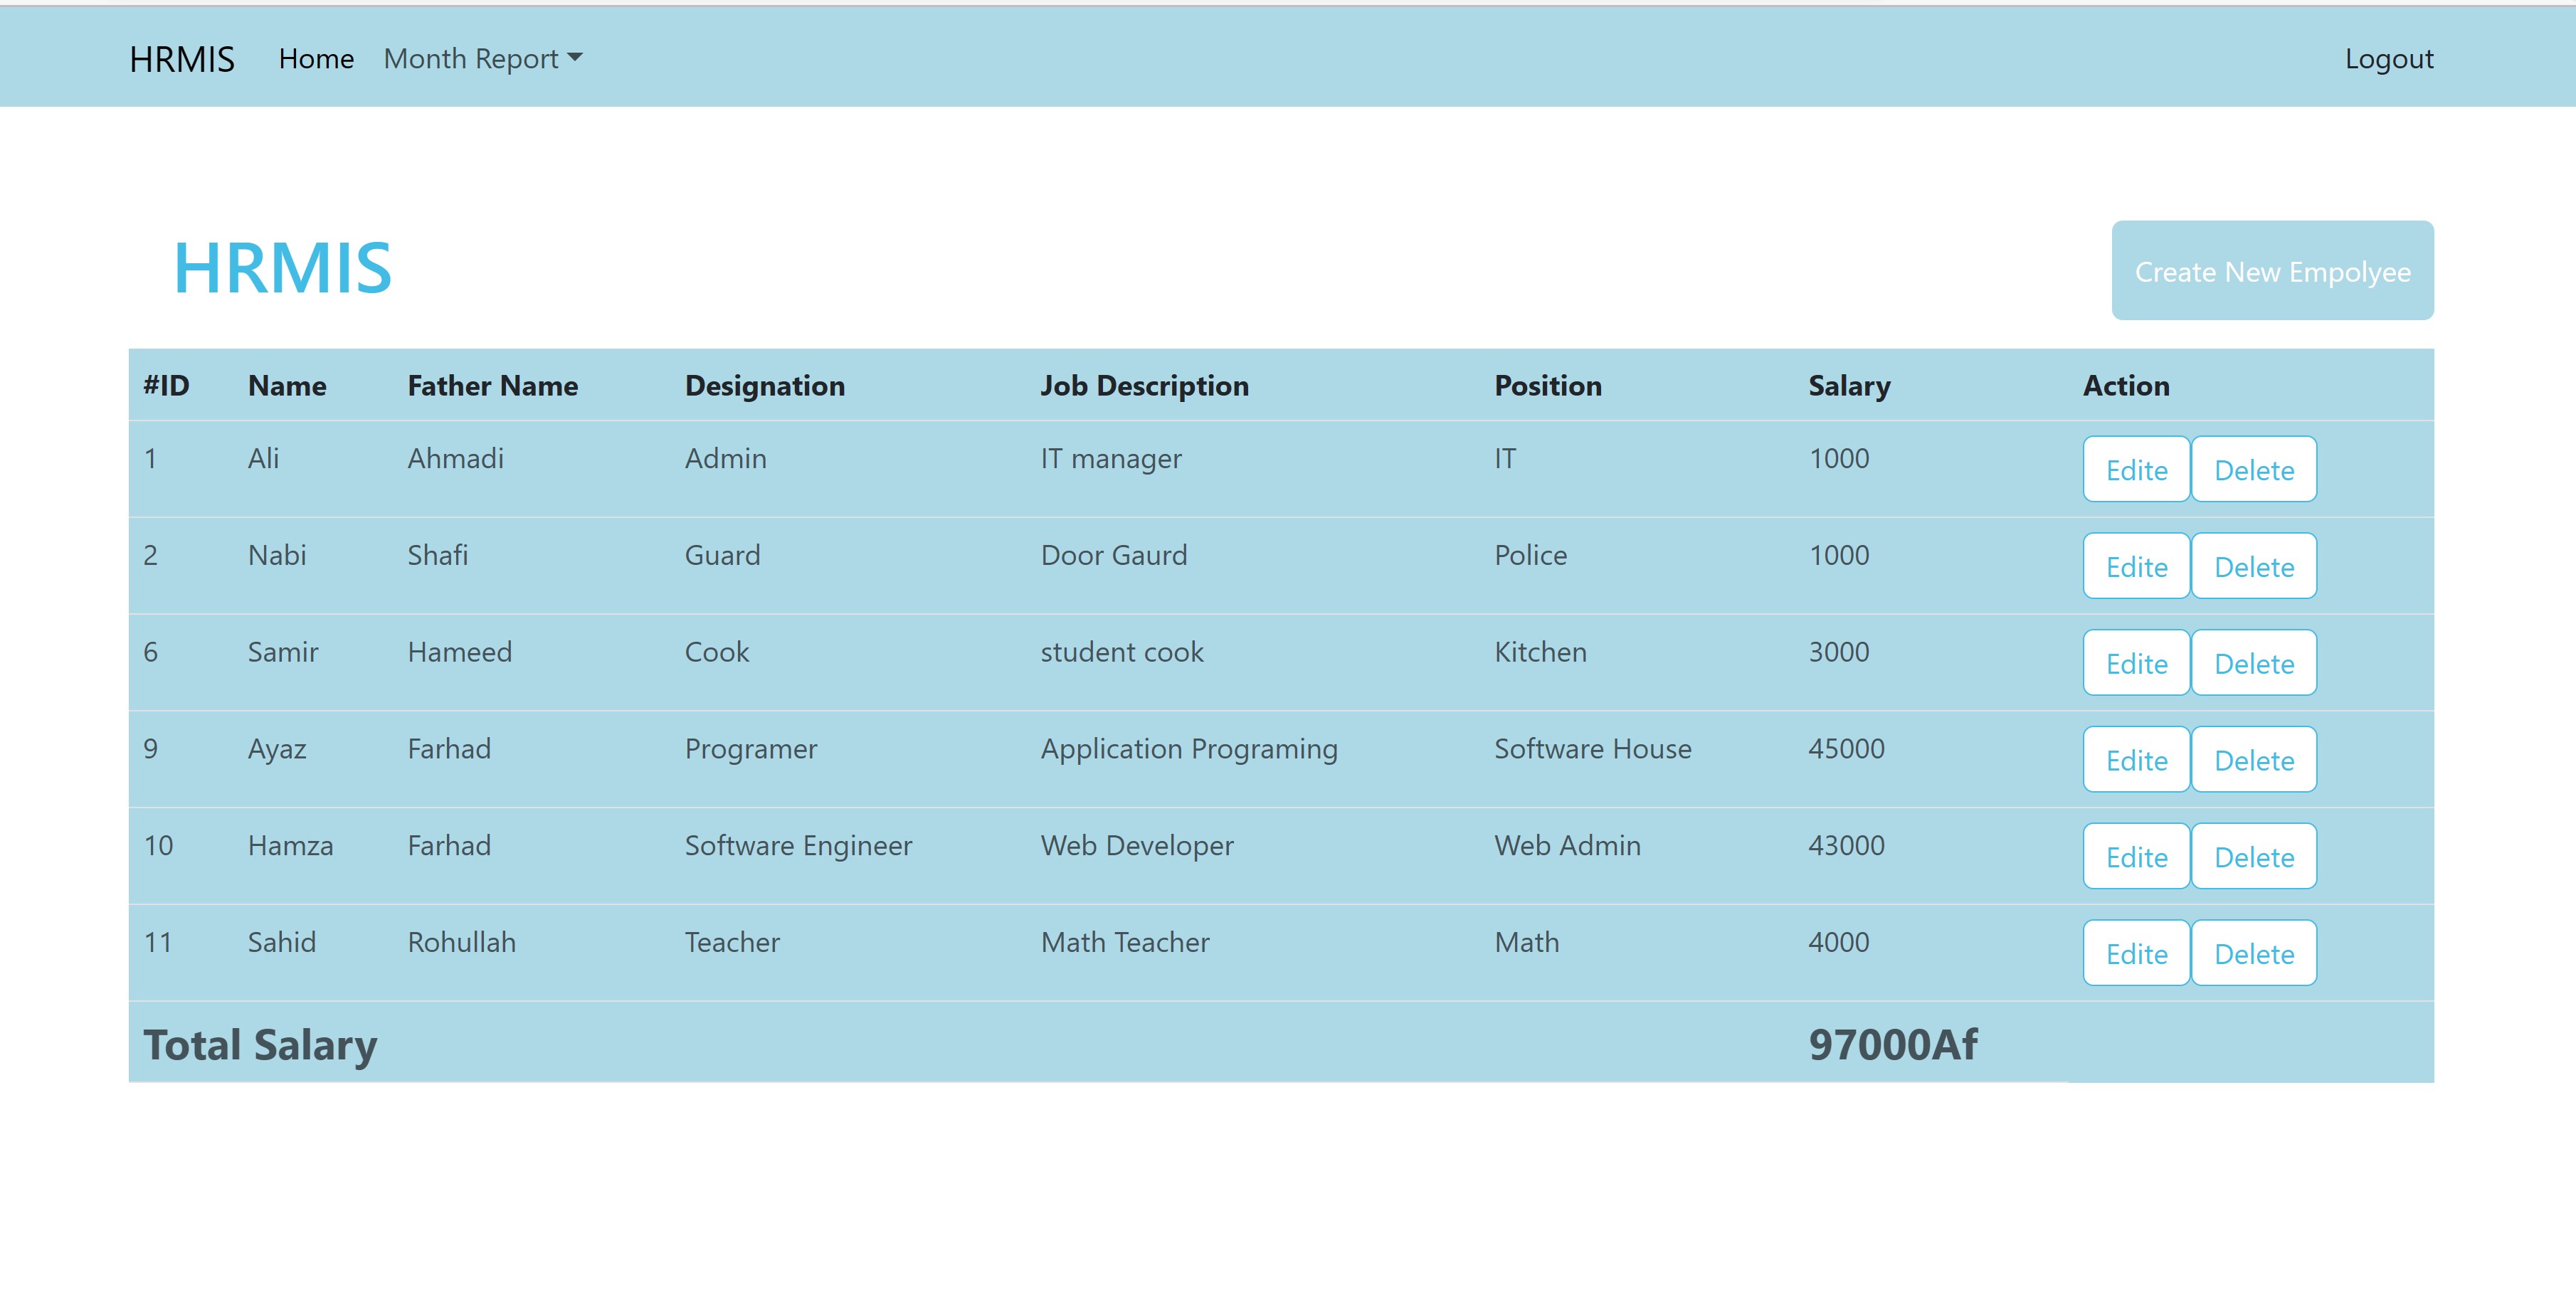 HRMIS Home Month Report Logout
HRMIS Create New Empolyee
#ID Name Father Name Designation Job Description Position Salary Action
1 Ali Ahmadi Admin IT manager IT 1000 Edite Delete
2 Nabi Shafi Guard Door Gaurd Police 1000 Edite Delete
6 Samir Hameed Cook student cook Kitchen 3000 Edite Delete
9 Ayaz Farhad Programer Application Programing Software House 45000 Edite Delete
10 Hamza Farhad Software Engineer Web Developer Web Admin 43000 Edite Delete
11 Sahid Rohullah Teacher Math Teacher Math 4000 Edite Delete
Total Salary 97000Af